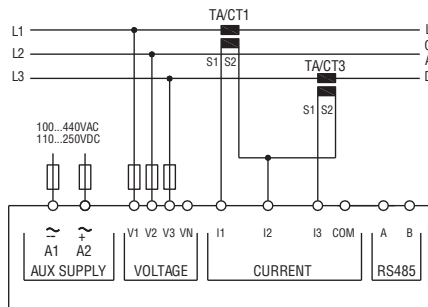 TA/CT1
L1
L
L2
O
A
L3
TA/CT3
D
S1 S2
S1 S2
100...440VAC
110...250VDC
V1 V2 V3 VN I1 I2 I3 COM A B
~ ~
-- +
A1 A2
AUX SUPPLY VOLTAGE CURRENT RS485